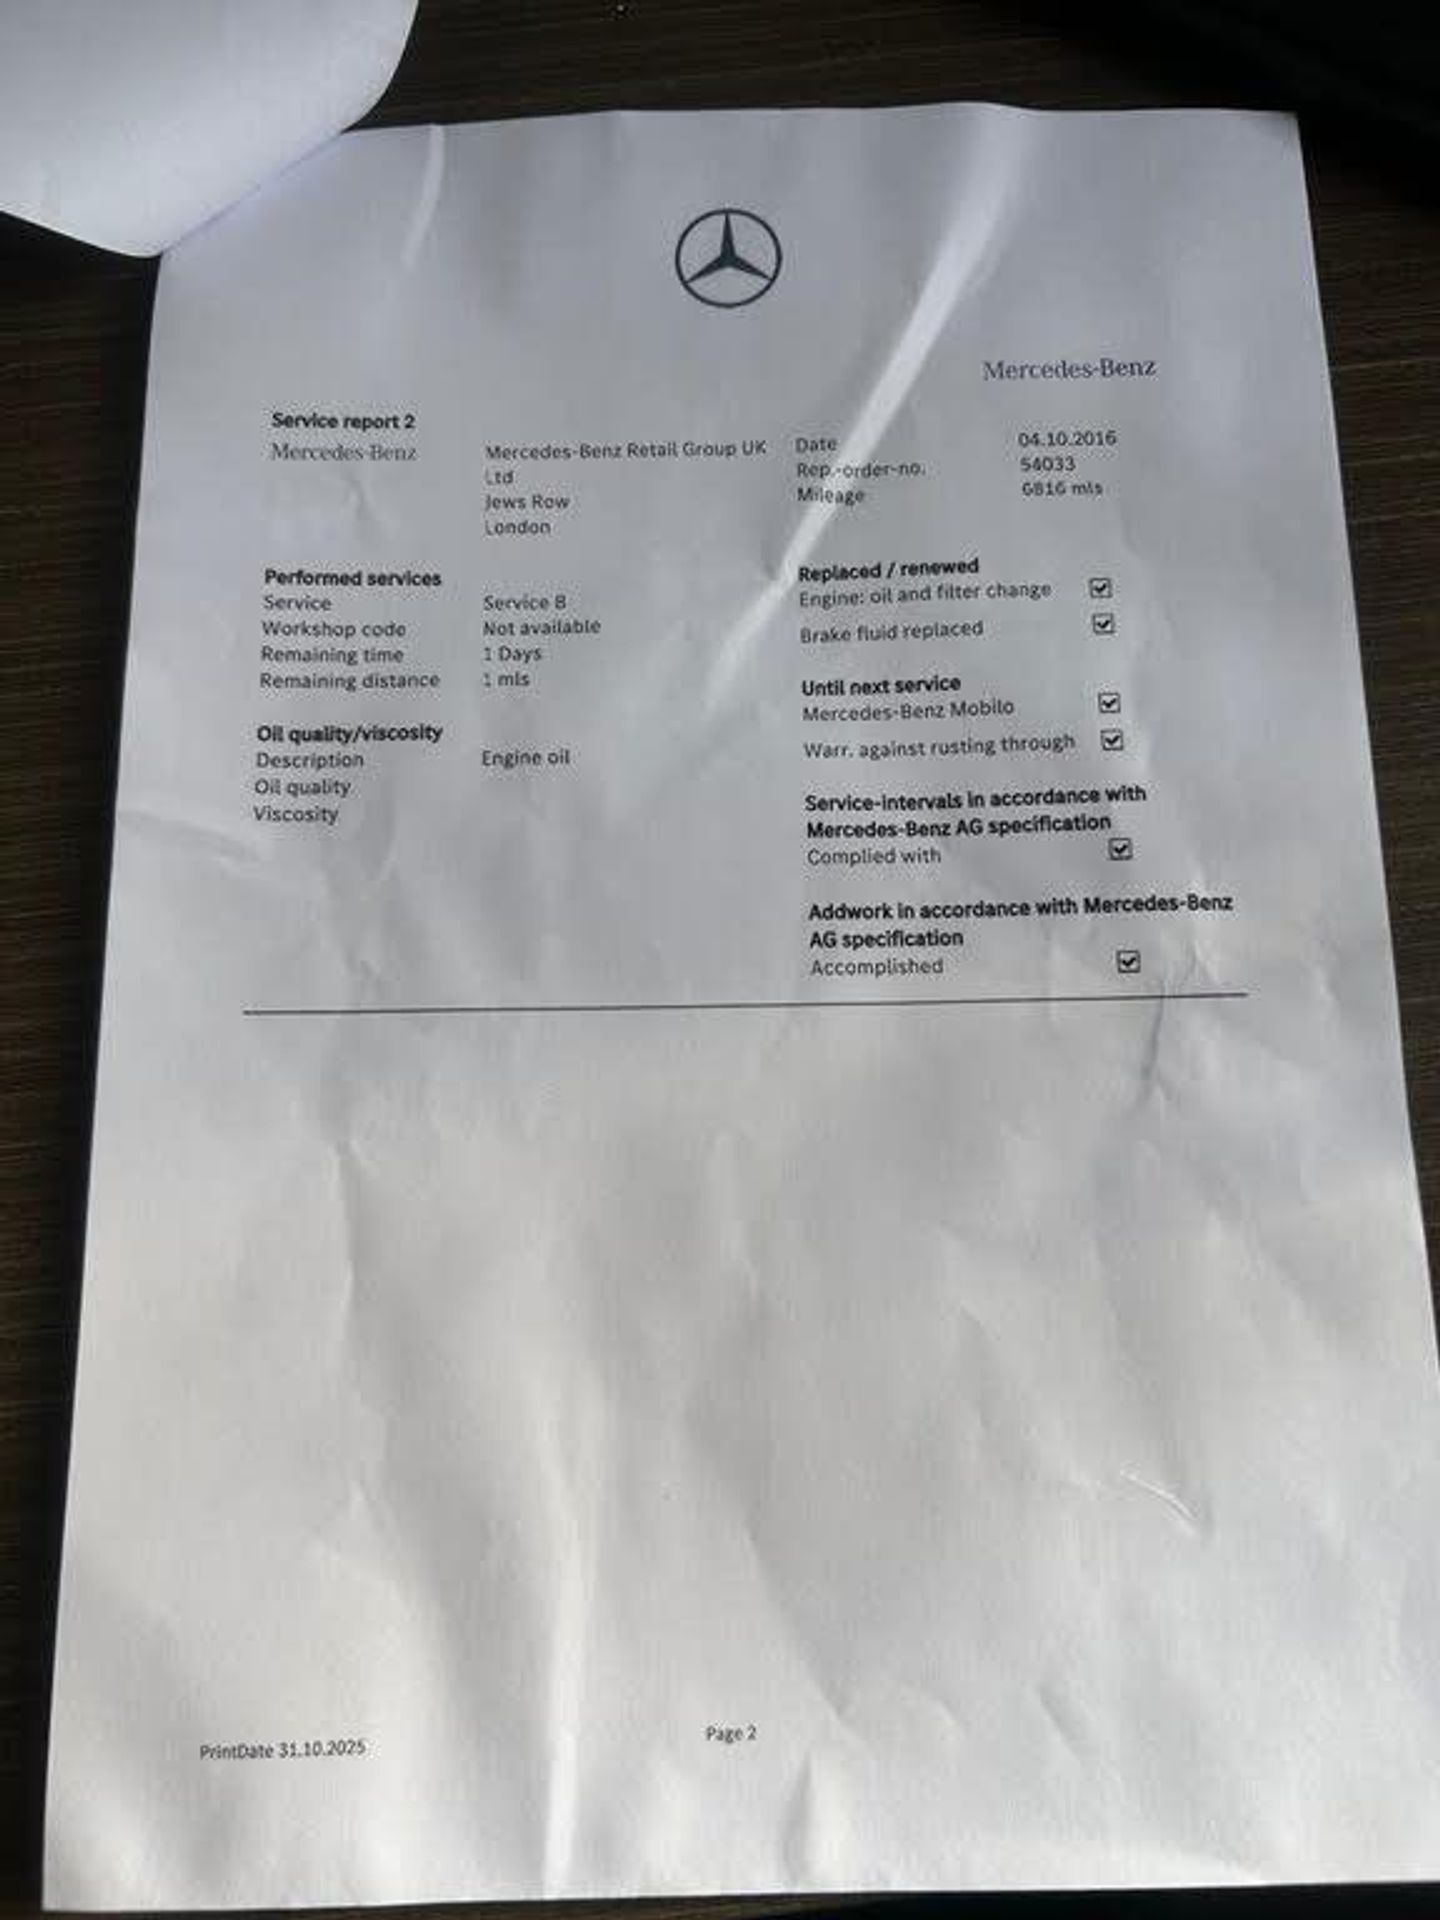 Mercedes-Benz
Service report 2
Mercedes-Benz
Mercedes-Benz Retail Group UK
Ltd
Jews Row
London
Date 04.10.2016
Rep.-order-no. 54033
Mileage 6816 mls
Performed services
Service Service B
Workshop code Not available
Remaining time 1 Days
Remaining distance 1 mls
Oil quality/viscosity
Description Engine oil
Oil quality
Viscosity
Replaced / renewed
Engine: oil and filter change ☑
Brake fluid replaced ☑
Until next service
Mercedes-Benz Mobilo ☑
Warr. against rusting through ☑
Service-intervals in accordance with
Mercedes-Benz AG specification
Complied with ☑
Addwork in accordance with Mercedes-Benz
AG specification
Accomplished ☑
PrintDate 31.10.2025
Page 2